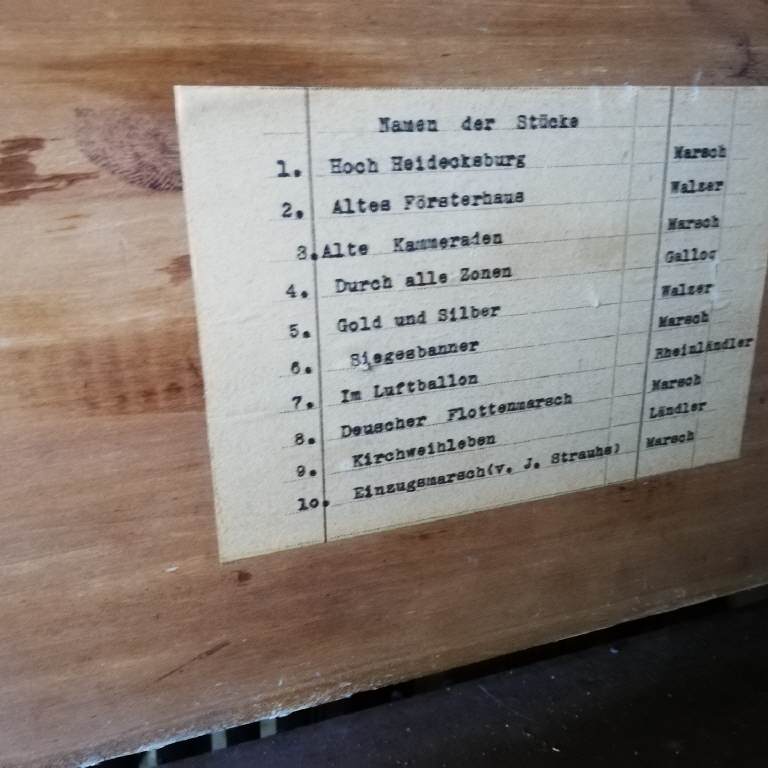 Namen der Stücke
1. Hoch Heidecksburg Marsch
2. Altes Försterhaus Walzer
3. Alte Kammeraden Marsch
4. Durch alle Zonen Gallop
5. Gold und Silber Walzer
6. Siegesbanner Marsch
7. Im Luftballon Rheinländler
8. Deuscher Flottenmarsch Marsch
9. Kirchweihleben Ländler
10. Einzugsmarsch(v. J. Strauhs) Marsch